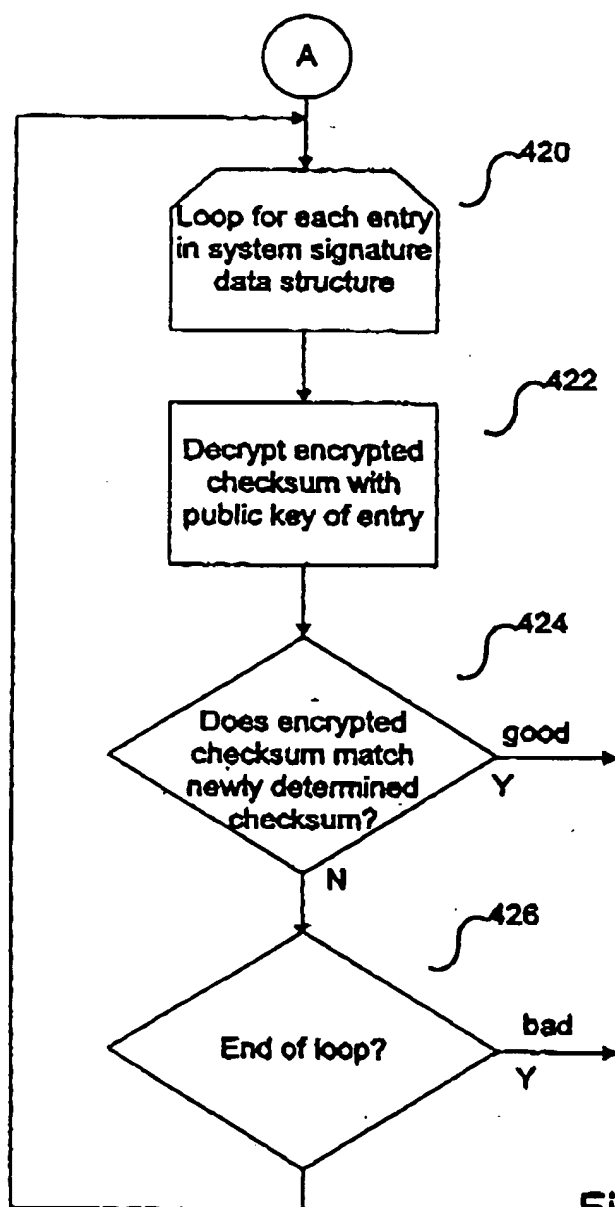 A
420
Loop for each entry
in system signature
data structure
422
Decrypt encrypted
checksum with
public key of entry
424
Does encrypted
checksum match
newly determined
checksum?
good
Y
N
426
End of loop?
bad
Y